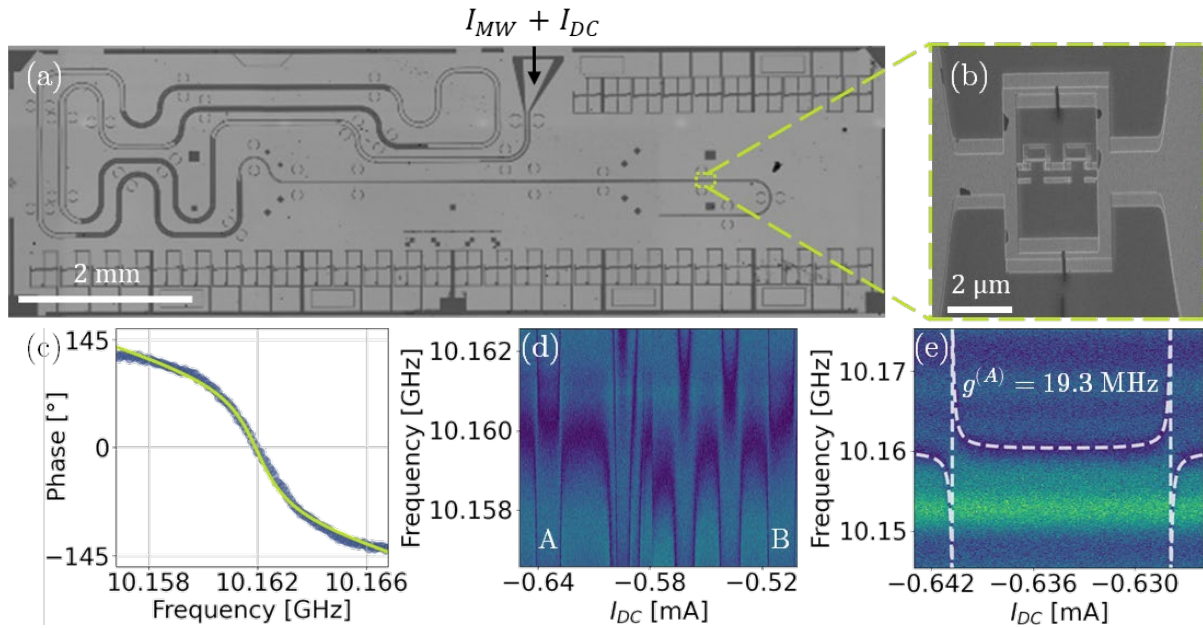 I_MW + I_DC
(a)
2 mm
(b)
2 μm
(c)
145
0
−145
Phase [°]
10.158
10.162
10.166
Frequency [GHz]
(d)
10.162
10.160
10.158
Frequency [GHz]
A
B
−0.64
−0.58
−0.52
I_DC [mA]
(e)
g^(A) = 19.3 MHz
10.17
10.16
10.15
Frequency [GHz]
−0.642
−0.636
−0.630
I_DC [mA]